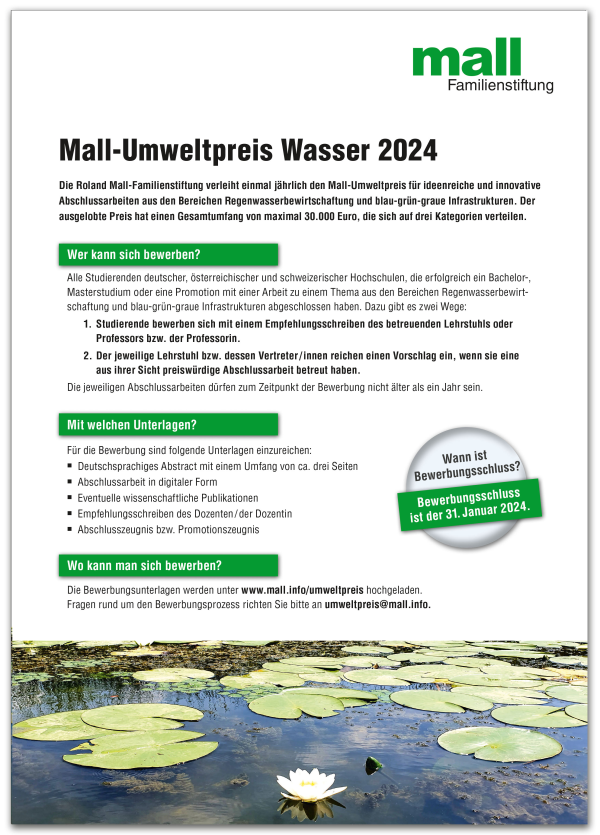 mall
Familienstiftung
Mall-Umweltpreis Wasser 2024
Die Roland Mall-Familienstiftung verleiht einmal jährlich den Mall-Umweltpreis für ideenreiche und innovative
Abschlussarbeiten aus den Bereichen Regenwasserbewirtschaftung und blau-grün-graue Infrastrukturen. Der
ausgelobte Preis hat einen Gesamtumfang von maximal 30.000 Euro, die sich auf drei Kategorien verteilen.
Wer kann sich bewerben?
Alle Studierenden deutscher, österreichischer und schweizerischer Hochschulen, die erfolgreich ein Bachelor-,
Masterstudium oder eine Promotion mit einer Arbeit zu einem Thema aus den Bereichen Regenwasserbewirt-
schaftung und blau-grün-graue Infrastrukturen abgeschlossen haben. Dazu gibt es zwei Wege:
1. Studierende bewerben sich mit einem Empfehlungsschreiben des betreuenden Lehrstuhls oder
Professors bzw. der Professorin.
2. Der jeweilige Lehrstuhl bzw. dessen Vertreter/innen reichen einen Vorschlag ein, wenn sie eine
aus ihrer Sicht preiswürdige Abschlussarbeit betreut haben.
Die jeweiligen Abschlussarbeiten dürfen zum Zeitpunkt der Bewerbung nicht älter als ein Jahr sein.
Mit welchen Unterlagen?
Für die Bewerbung sind folgende Unterlagen einzureichen:
▪ Deutschsprachiges Abstract mit einem Umfang von ca. drei Seiten
▪ Abschlussarbeit in digitaler Form
▪ Eventuelle wissenschaftliche Publikationen
▪ Empfehlungsschreiben des Dozenten/der Dozentin
▪ Abschlusszeugnis bzw. Promotionszeugnis
Wann ist
Bewerbungsschluss?
Bewerbungsschluss
ist der 31. Januar 2024.
Wo kann man sich bewerben?
Die Bewerbungsunterlagen werden unter www.mall.info/umweltpreis hochgeladen.
Fragen rund um den Bewerbungsprozess richten Sie bitte an umweltpreis@mall.info.